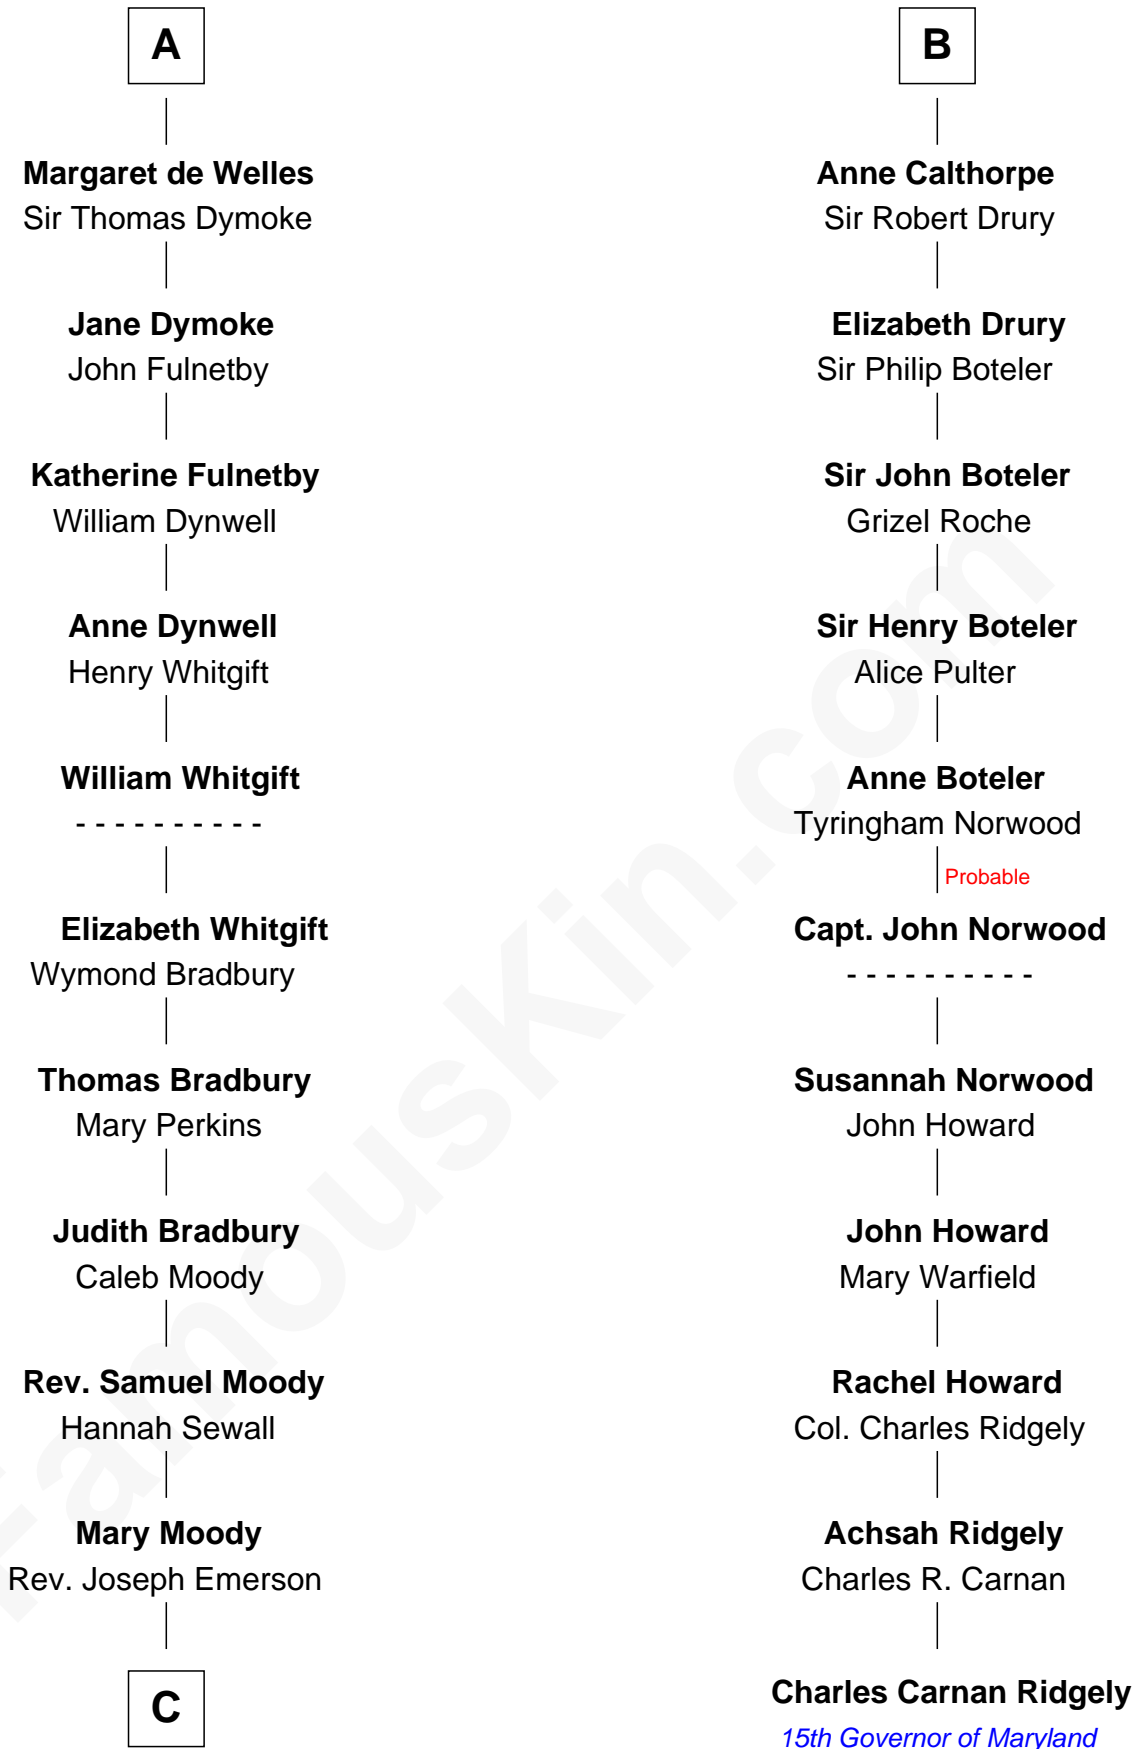 A
Margaret de Welles
Sir Thomas Dymoke
Jane Dymoke
John Fulnetby
Katherine Fulnetby
William Dynwell
Anne Dynwell
Henry Whitgift
William Whitgift
- - - - - - - - - -
Elizabeth Whitgift
Wymond Bradbury
Thomas Bradbury
Mary Perkins
Judith Bradbury
Caleb Moody
Rev. Samuel Moody
Hannah Sewall
Mary Moody
Rev. Joseph Emerson
C
B
Anne Calthorpe
Sir Robert Drury
Elizabeth Drury
Sir Philip Boteler
Sir John Boteler
Grizel Roche
Sir Henry Boteler
Alice Pulter
Anne Boteler
Tyringham Norwood
Probable
Capt. John Norwood
- - - - - - - - - -
Susannah Norwood
John Howard
John Howard
Mary Warfield
Rachel Howard
Col. Charles Ridgely
Achsah Ridgely
Charles R. Carnan
Charles Carnan Ridgely
15th Governor of Maryland
FamousKin.com